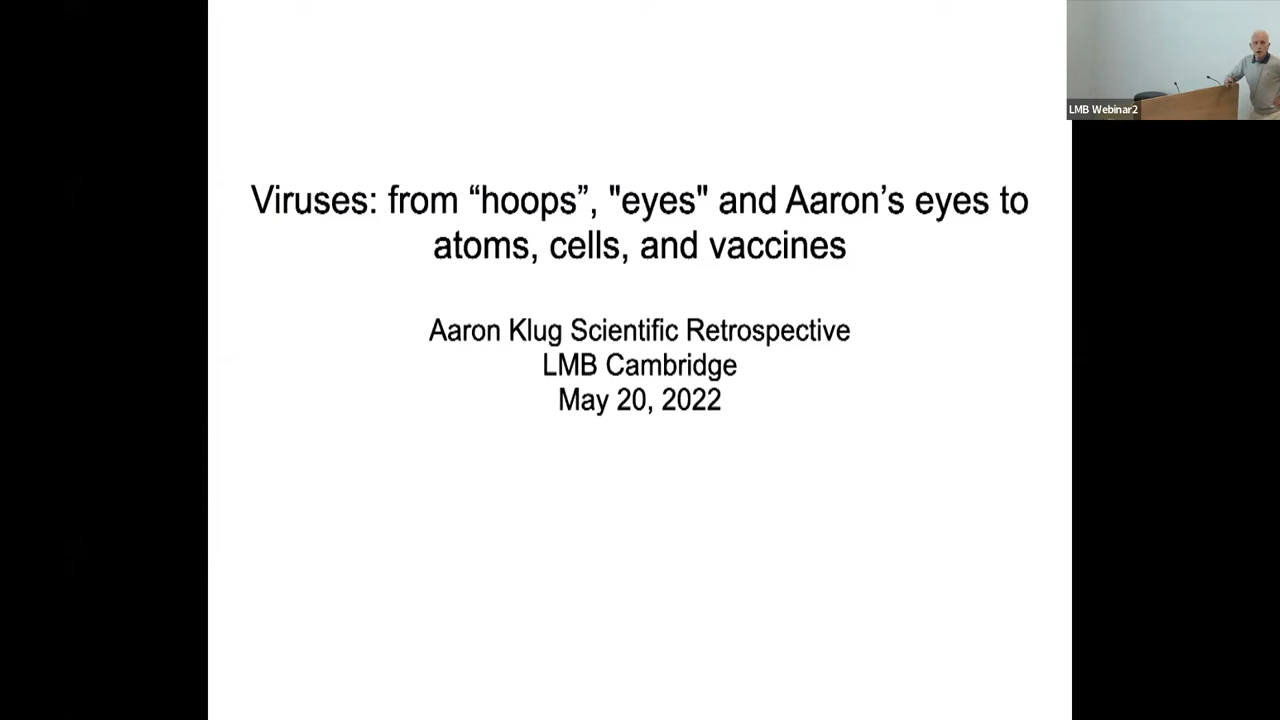 Viruses: from “hoops”, "eyes" and Aaron’s eyes to
atoms, cells, and vaccines
Aaron Klug Scientific Retrospective
LMB Cambridge
May 20, 2022
LMB Webinar2